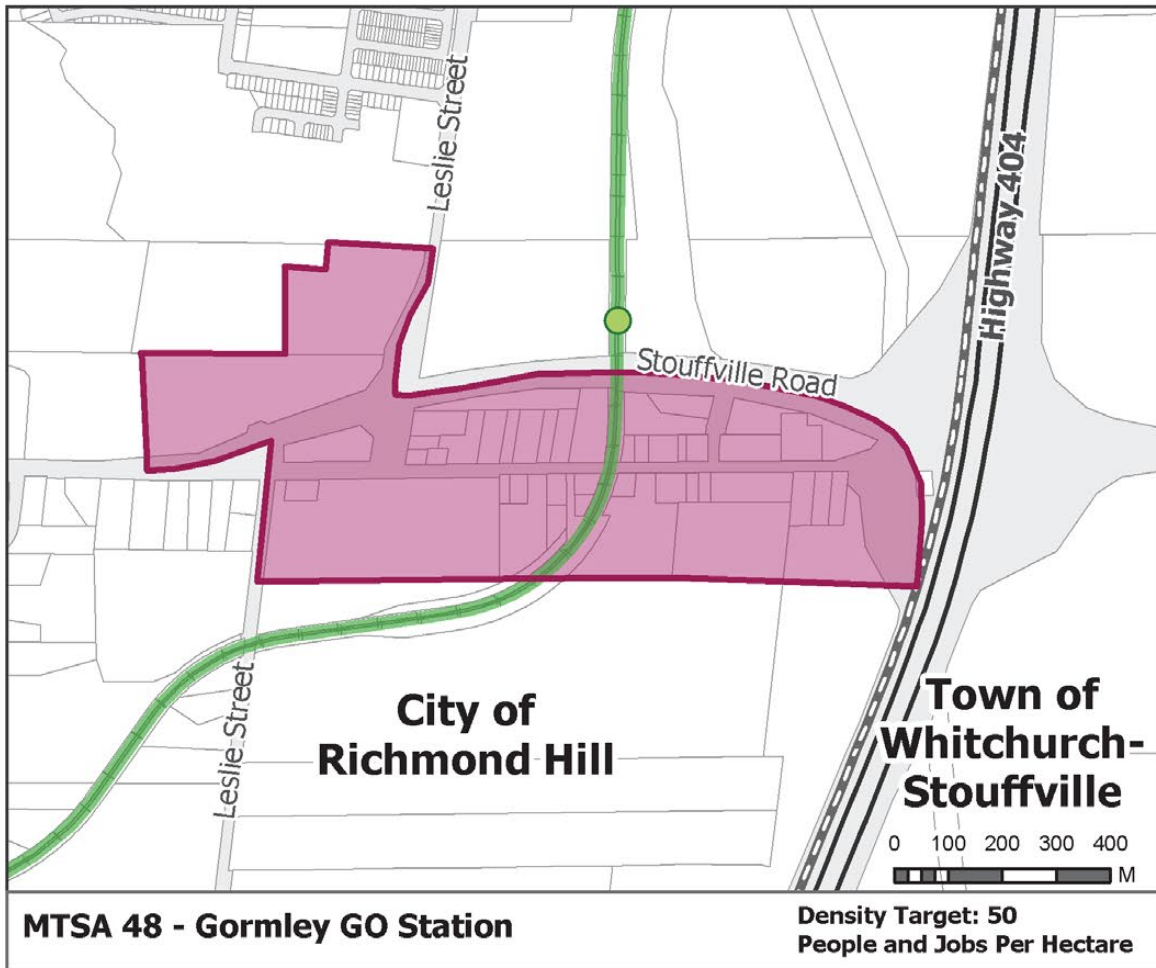 Leslie Street
Highway 404
Stouffville Road
City of
Richmond Hill
Leslie Street
Town of
Whitchurch-
Stouffville
0 100 200 300 400
M
MTSA 48 - Gormley GO Station
Density Target: 50
People and Jobs Per Hectare